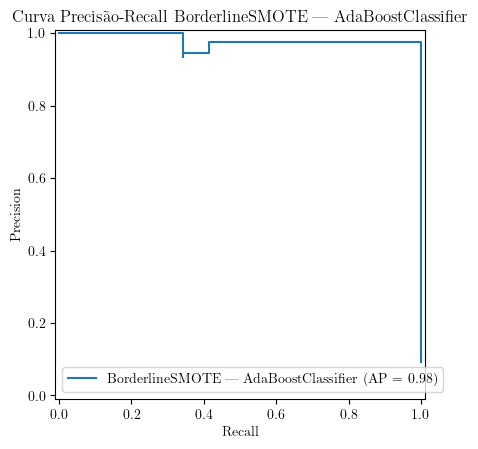 Curva Precisão-Recall BorderlineSMOTE — AdaBoostClassifier
1.0
0.8
0.6
0.4
0.2
0.0
Precision
BorderlineSMOTE — AdaBoostClassifier (AP = 0.98)
0.0 0.2 0.4 0.6 0.8 1.0
Recall